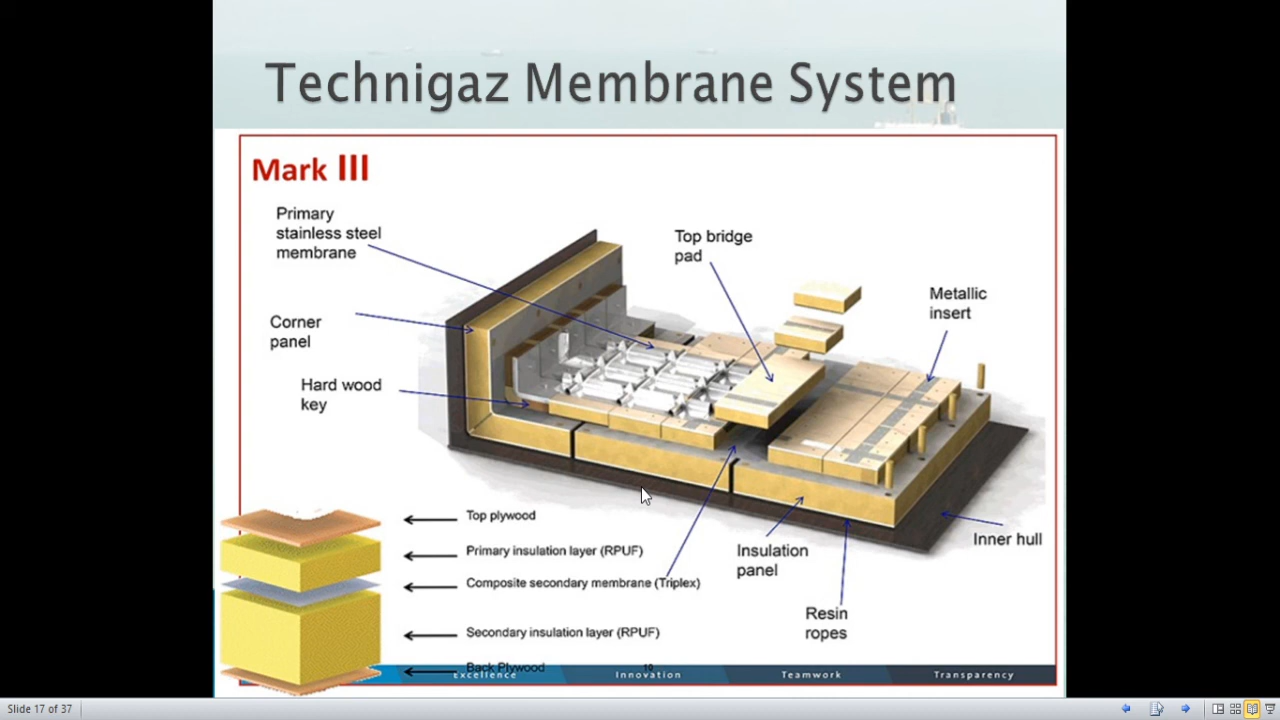 Technigaz Membrane System
Mark III
Primary
stainless steel
membrane
Top bridge
pad
Metallic
insert
Corner
panel
Hard wood
key
Top plywood
Primary insulation layer (RPUF)
Composite secondary membrane (Triplex)
Secondary insulation layer (RPUF)
Back Plywood
Insulation
panel
Resin
ropes
Inner hull
19
Excellence
Innovation
Teamwork
Transparency
Slide 17 of 37